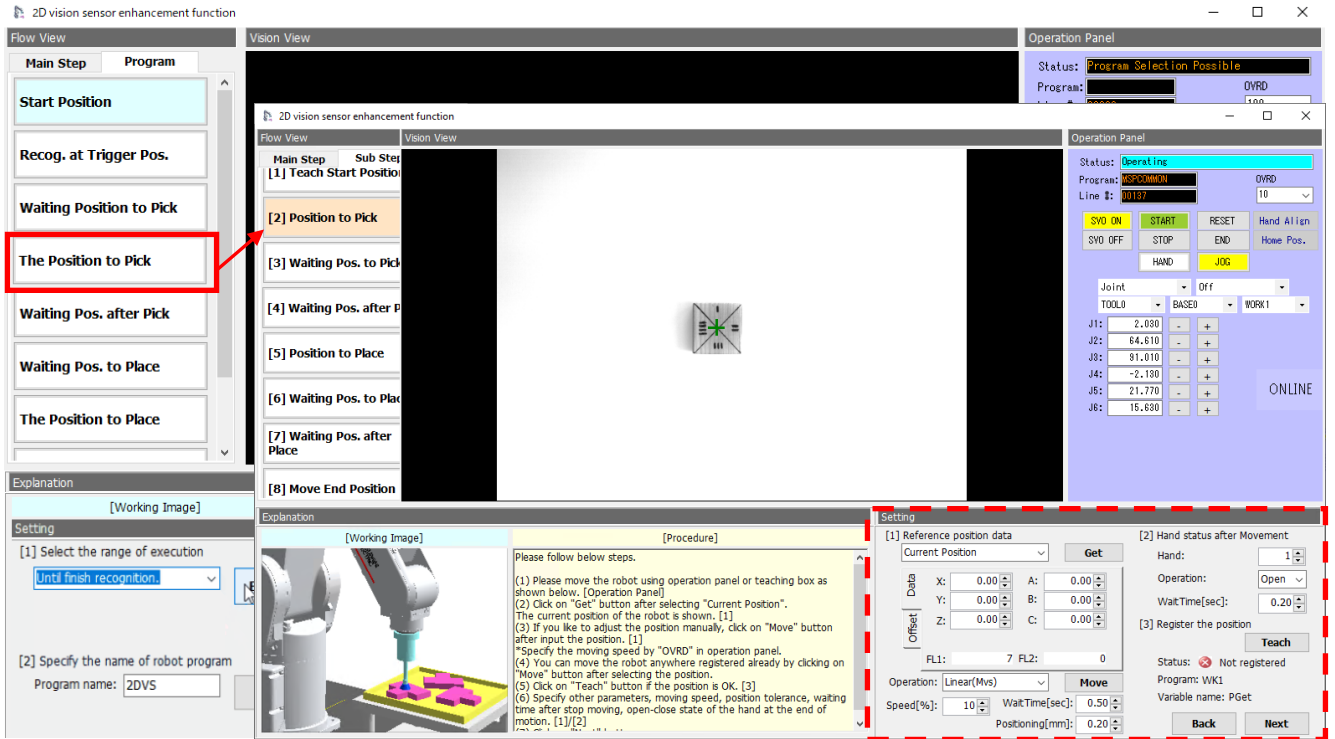 2D vision sensor enhancement function
Flow View
Vision View
Operation Panel
Main Step
Program
Start Position
Recog. at Trigger Pos.
Waiting Position to Pick
The Position to Pick
Waiting Pos. after Pick
Waiting Pos. to Place
The Position to Place
Status: Program Selection Possible
Program:
OVRD
Explanation
[Working Image]
Setting
[1] Select the range of execution
Until finish recognition.
[2] Specify the name of robot program
Program name: 2DVS
2D vision sensor enhancement function
Flow View
Vision View
Operation Panel
Main Step
Sub Step
[1] Teach Start Position
[2] Position to Pick
[3] Waiting Pos. to Pick
[4] Waiting Pos. after P
[5] Position to Place
[6] Waiting Pos. to Plac
[7] Waiting Pos. after
Place
[8] Move End Position
Status: Operating
Program: MSPCOMMON
OVRD
Line #: 00137
10
SVO ON START RESET Hand Align
SVO OFF STOP END Home Pos.
HAND JOG
Joint Off
TOOL0 BASE0 WORK1
J1: 2.030 - +
J2: 64.610 - +
J3: 91.010 - +
J4: -2.130 - +
J5: 21.770 - +
J6: 15.630 - +
ONLINE
Explanation
[Working Image]
[Procedure]
Please follow below steps.
(1) Please move the robot using operation panel or teaching box as
shown below. [Operation Panel]
(2) Click on "Get" button after selecting "Current Position".
The current position of the robot is shown. [1]
(3) If you like to adjust the position manually, click on "Move" button
after input the position. [1]
*Specify the moving speed by "OVRD" in operation panel.
(4) You can move the robot anywhere registered already by clicking on
"Move" button after selecting the position.
(5) Click on "Teach" button if the position is OK. [3]
(6) Specify other parameters, moving speed, position tolerance, waiting
time after stop moving, open-close state of the hand at the end of
motion. [1]/[2]
Setting
[1] Reference position data
Current Position
Get
Data
Offset
X: 0.00 A: 0.00
Y: 0.00 B: 0.00
Z: 0.00 C: 0.00
FL1: 7 FL2: 0
Operation: Linear(Mvs)
Move
Speed[%]: 10 WaitTime[sec]: 0.50
Positioning[mm]: 0.20
[2] Hand status after Movement
Hand: 1
Operation: Open
WaitTime[sec]: 0.20
[3] Register the position
Teach
Status: Not registered
Program: WK1
Variable name: PGet
Back
Next